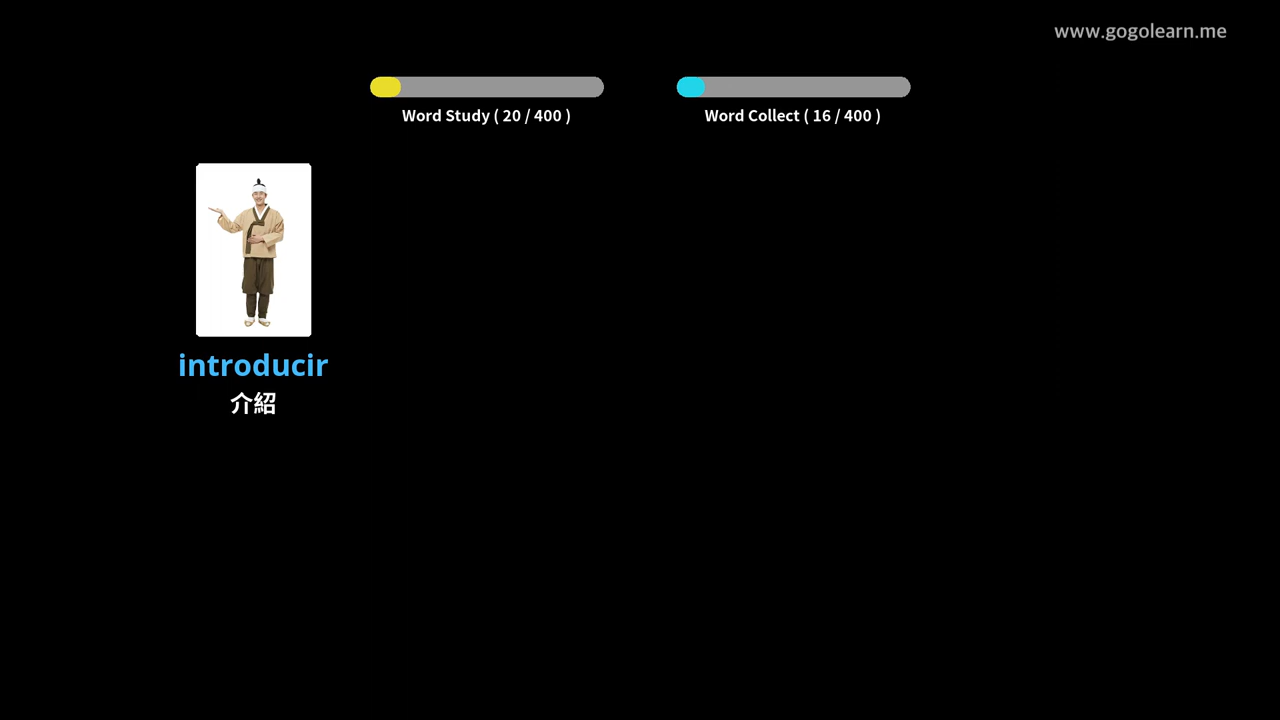 www.gogolearn.me
Word Study ( 20 / 400 )
Word Collect ( 16 / 400 )
introducir
介紹